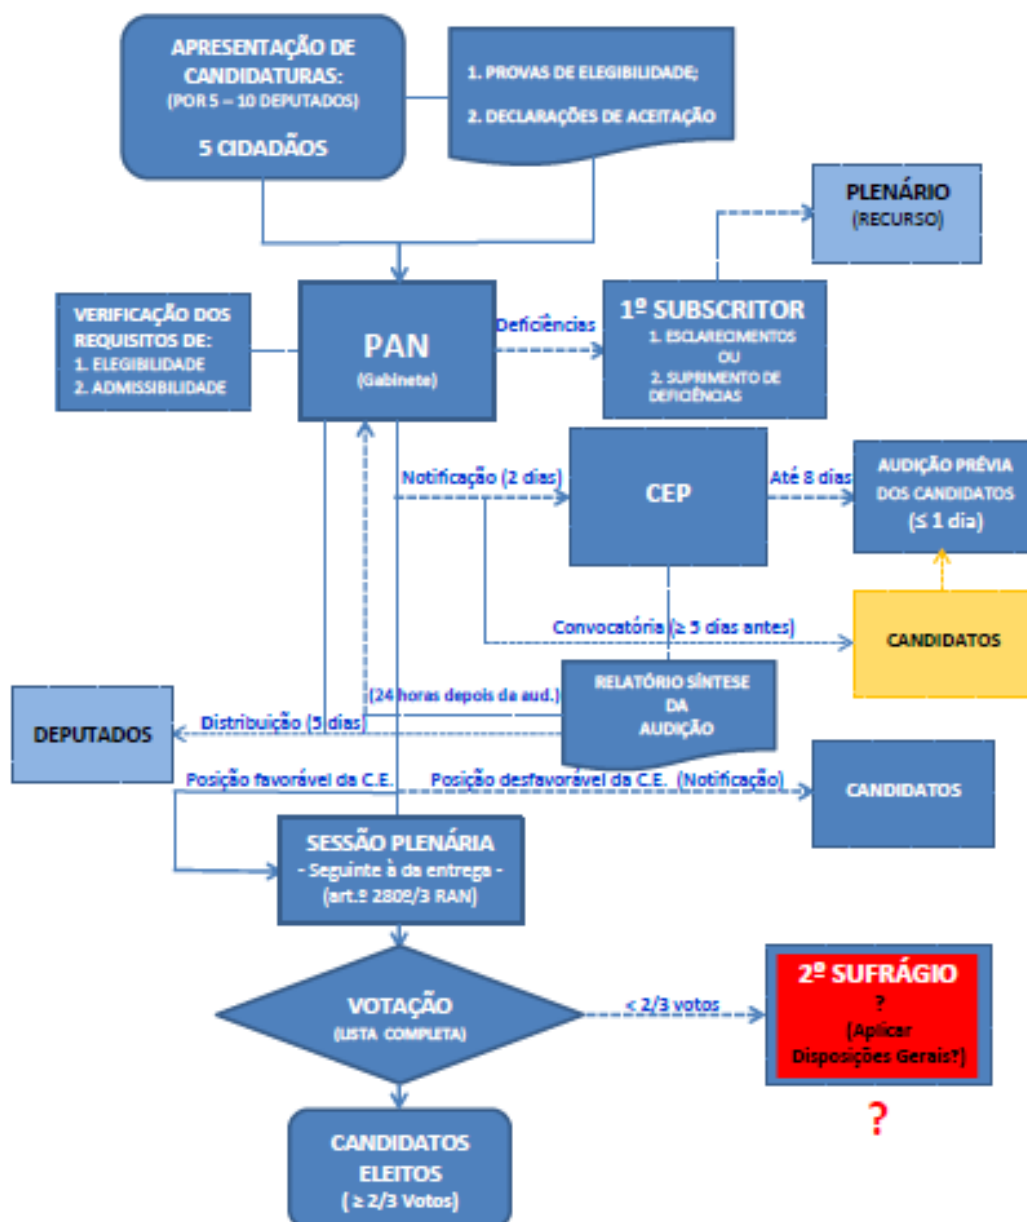 APRESENTAÇÃO DE
CANDIDATURAS:
(POR 5 – 10 DEPUTADOS)
5 CIDADÃOS
1. PROVAS DE ELEGIBILIDADE;
2. DECLARAÇÕES DE ACEITAÇÃO
PLENÁRIO
(RECURSO)
VERIFICAÇÃO DOS
REQUISITOS DE:
1. ELEGIBILIDADE
2. ADMISSIBILIDADE
PAN
(Gabinete)
Deficiências
1º SUBSCRITOR
1. ESCLARECIMENTOS
OU
2. SUPRIMENTO DE
DEFICIÊNCIAS
Notificação (2 dias)
CEP
Até 8 dias
AUDIÇÃO PRÉVIA
DOS CANDIDATOS
(≤ 1 dia)
Convocatória (≥ 5 dias antes)
CANDIDATOS
(24 horas depois da aud.)
RELATÓRIO SÍNTESE
DA
AUDIÇÃO
DEPUTADOS
Distribuição (5 dias)
Posição favorável da C.E.
Posição desfavorável da C.E. (Notificação)
CANDIDATOS
SESSÃO PLENÁRIA
- Seguinte à da entrega -
(art.º 280º/3 RAN)
VOTAÇÃO
(LISTA COMPLETA)
< 2/3 votos
2º SUFRÁGIO
?
(Aplicar
Disposições Gerais?)
?
CANDIDATOS
ELEITOS
( ≥ 2/3 Votos)